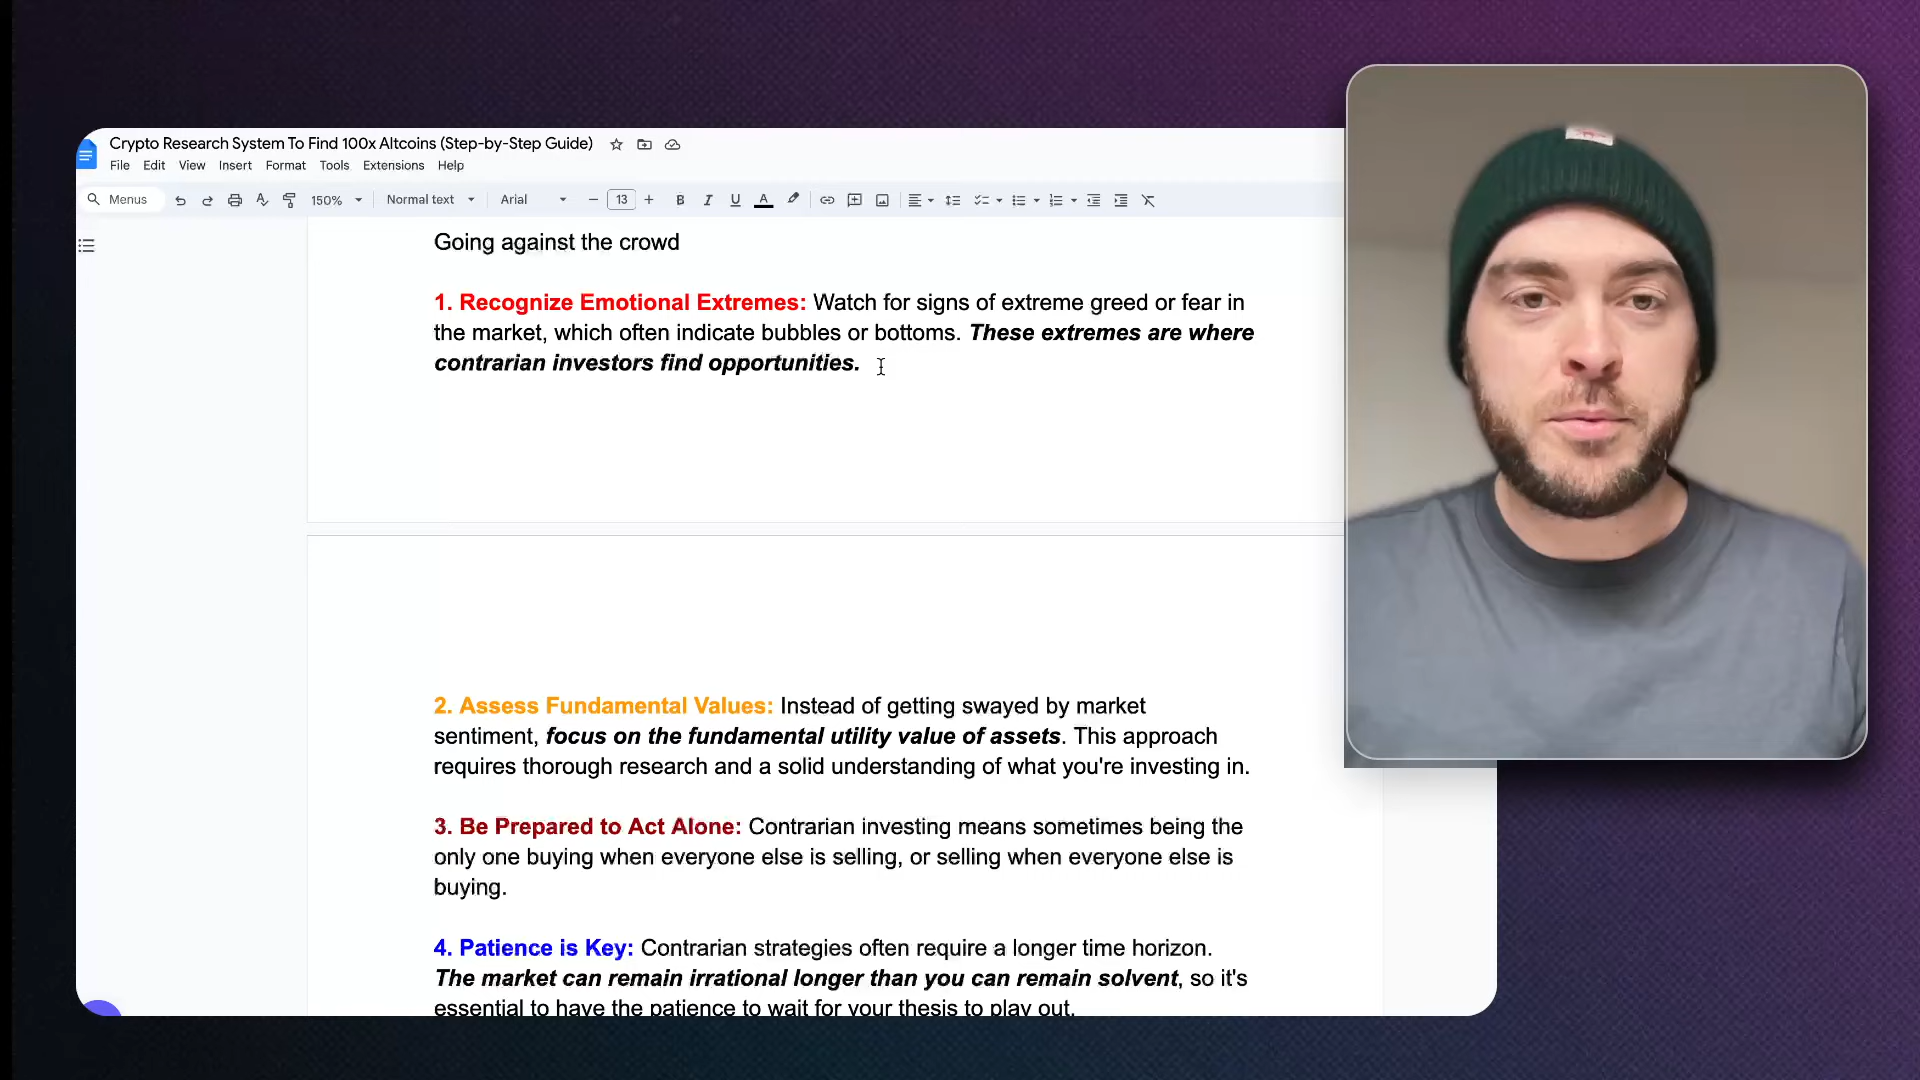 Crypto Research System To Find 100x Altcoins (Step-by-Step Guide)
File Edit View Insert Format Tools Extensions Help
Menus 150% Normal text Arial 13
Going against the crowd
1. Recognize Emotional Extremes: Watch for signs of extreme greed or fear in
the market, which often indicate bubbles or bottoms. These extremes are where
contrarian investors find opportunities.
2. Assess Fundamental Values: Instead of getting swayed by market
sentiment, focus on the fundamental utility value of assets. This approach
requires thorough research and a solid understanding of what you're investing in.
3. Be Prepared to Act Alone: Contrarian investing means sometimes being the
only one buying when everyone else is selling, or selling when everyone else is
buying.
4. Patience is Key: Contrarian strategies often require a longer time horizon.
The market can remain irrational longer than you can remain solvent, so it's
essential to have the patience to wait for your thesis to play out.